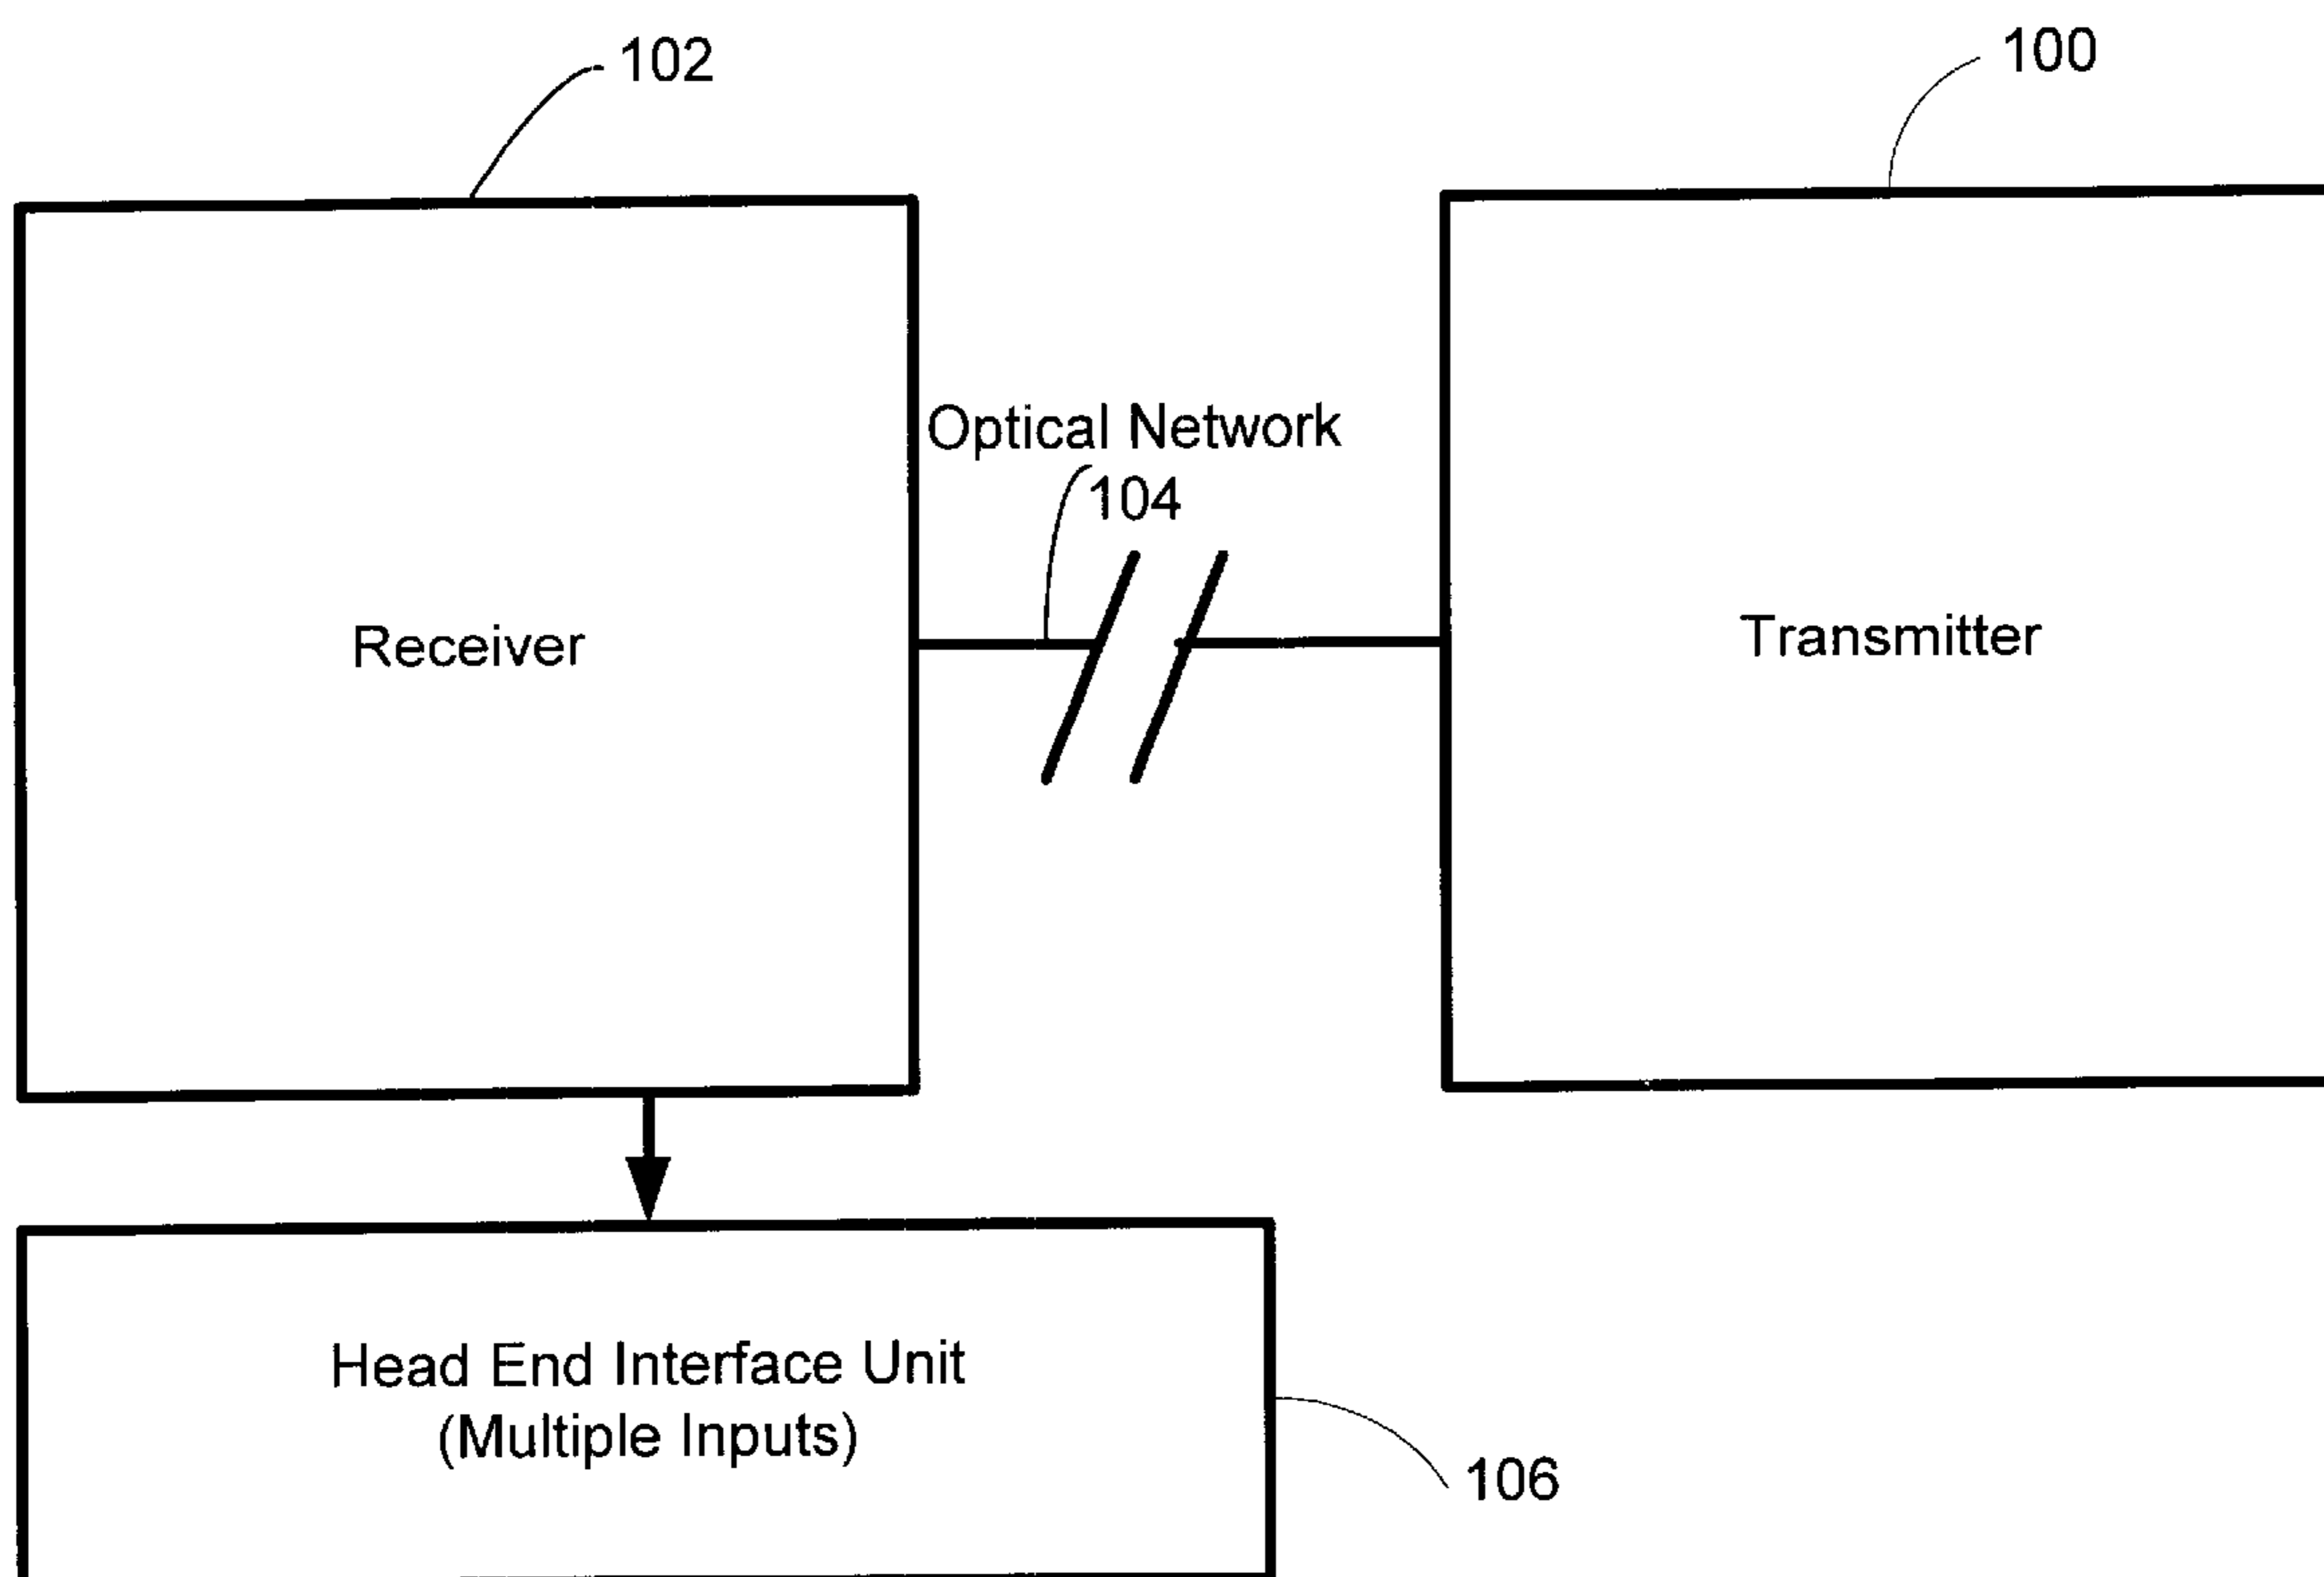 102
100
Optical Network
104
Receiver
Transmitter
Head End Interface Unit
(Multiple Inputs)
106